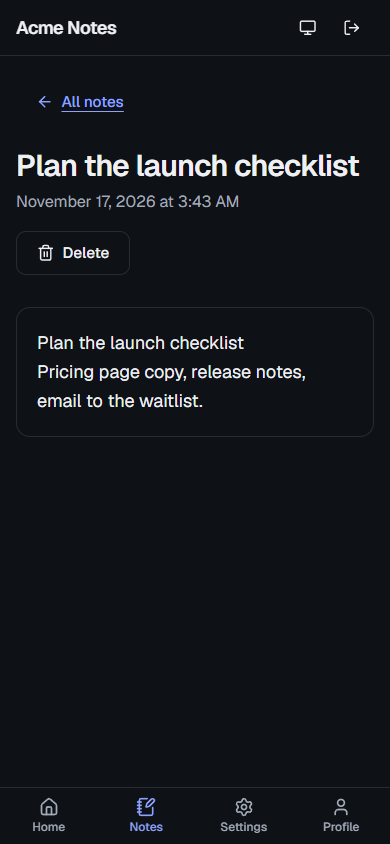 Acme Notes
All notes
Plan the launch checklist
November 17, 2026 at 3:43 AM
Delete
Plan the launch checklist
Pricing page copy, release notes,
email to the waitlist.
Home
Notes
Settings
Profile